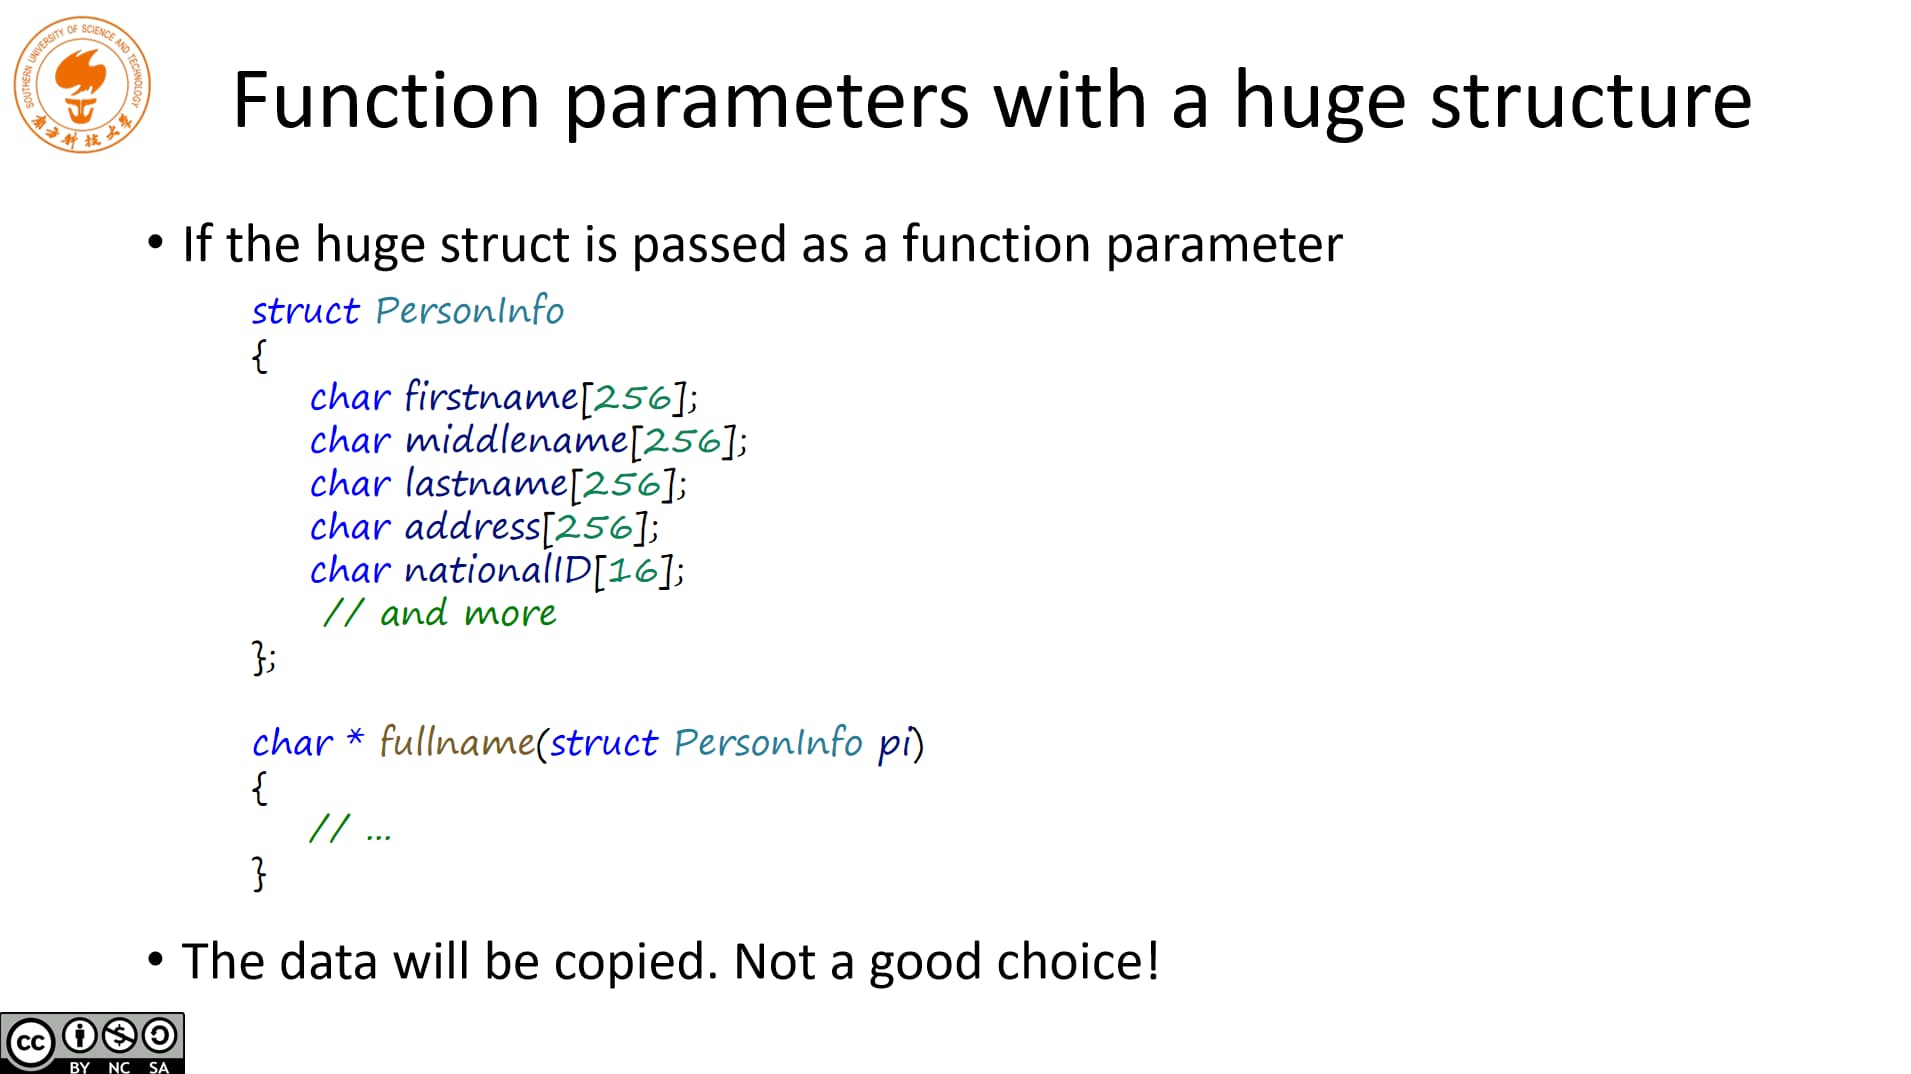 SOUTHERN UNIVERSITY OF SCIENCE AND TECHNOLOGY
南方科技大学
Function parameters with a huge structure
• If the huge struct is passed as a function parameter
struct PersonInfo
{
char firstname[256];
char middlename[256];
char lastname[256];
char address[256];
char nationalID[16];
// and more
};
char * fullname(struct PersonInfo pi)
{
// ...
}
• The data will be copied. Not a good choice!
cc
BY NC SA